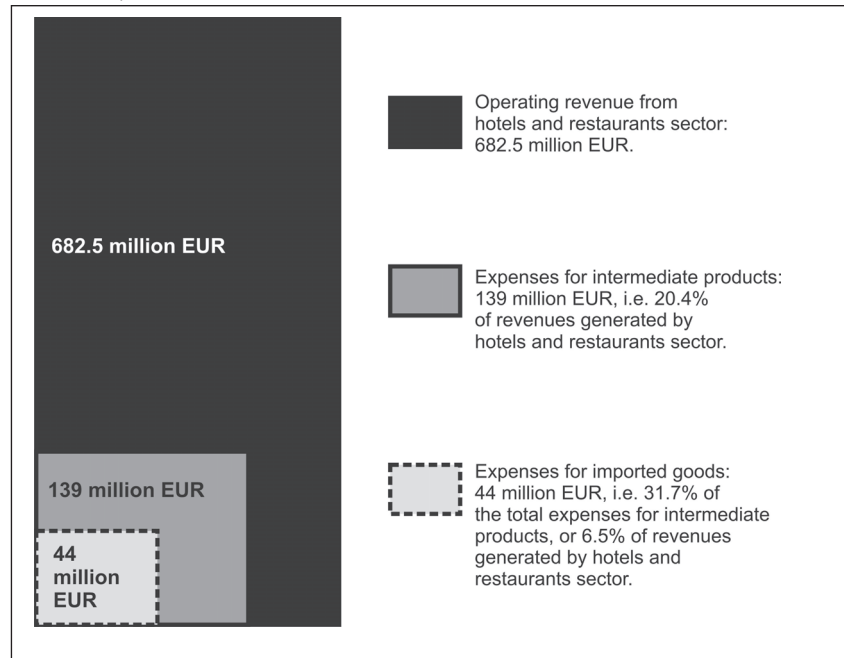 682.5 million EUR
139 million EUR
44
million
EUR
Operating revenue from
hotels and restaurants sector:
682.5 million EUR.
Expenses for intermediate products:
139 million EUR, i.e. 20.4%
of revenues generated by
hotels and restaurants sector.
Expenses for imported goods:
44 million EUR, i.e. 31.7% of
the total expenses for intermediate
products, or 6.5% of revenues
generated by hotels and
restaurants sector.